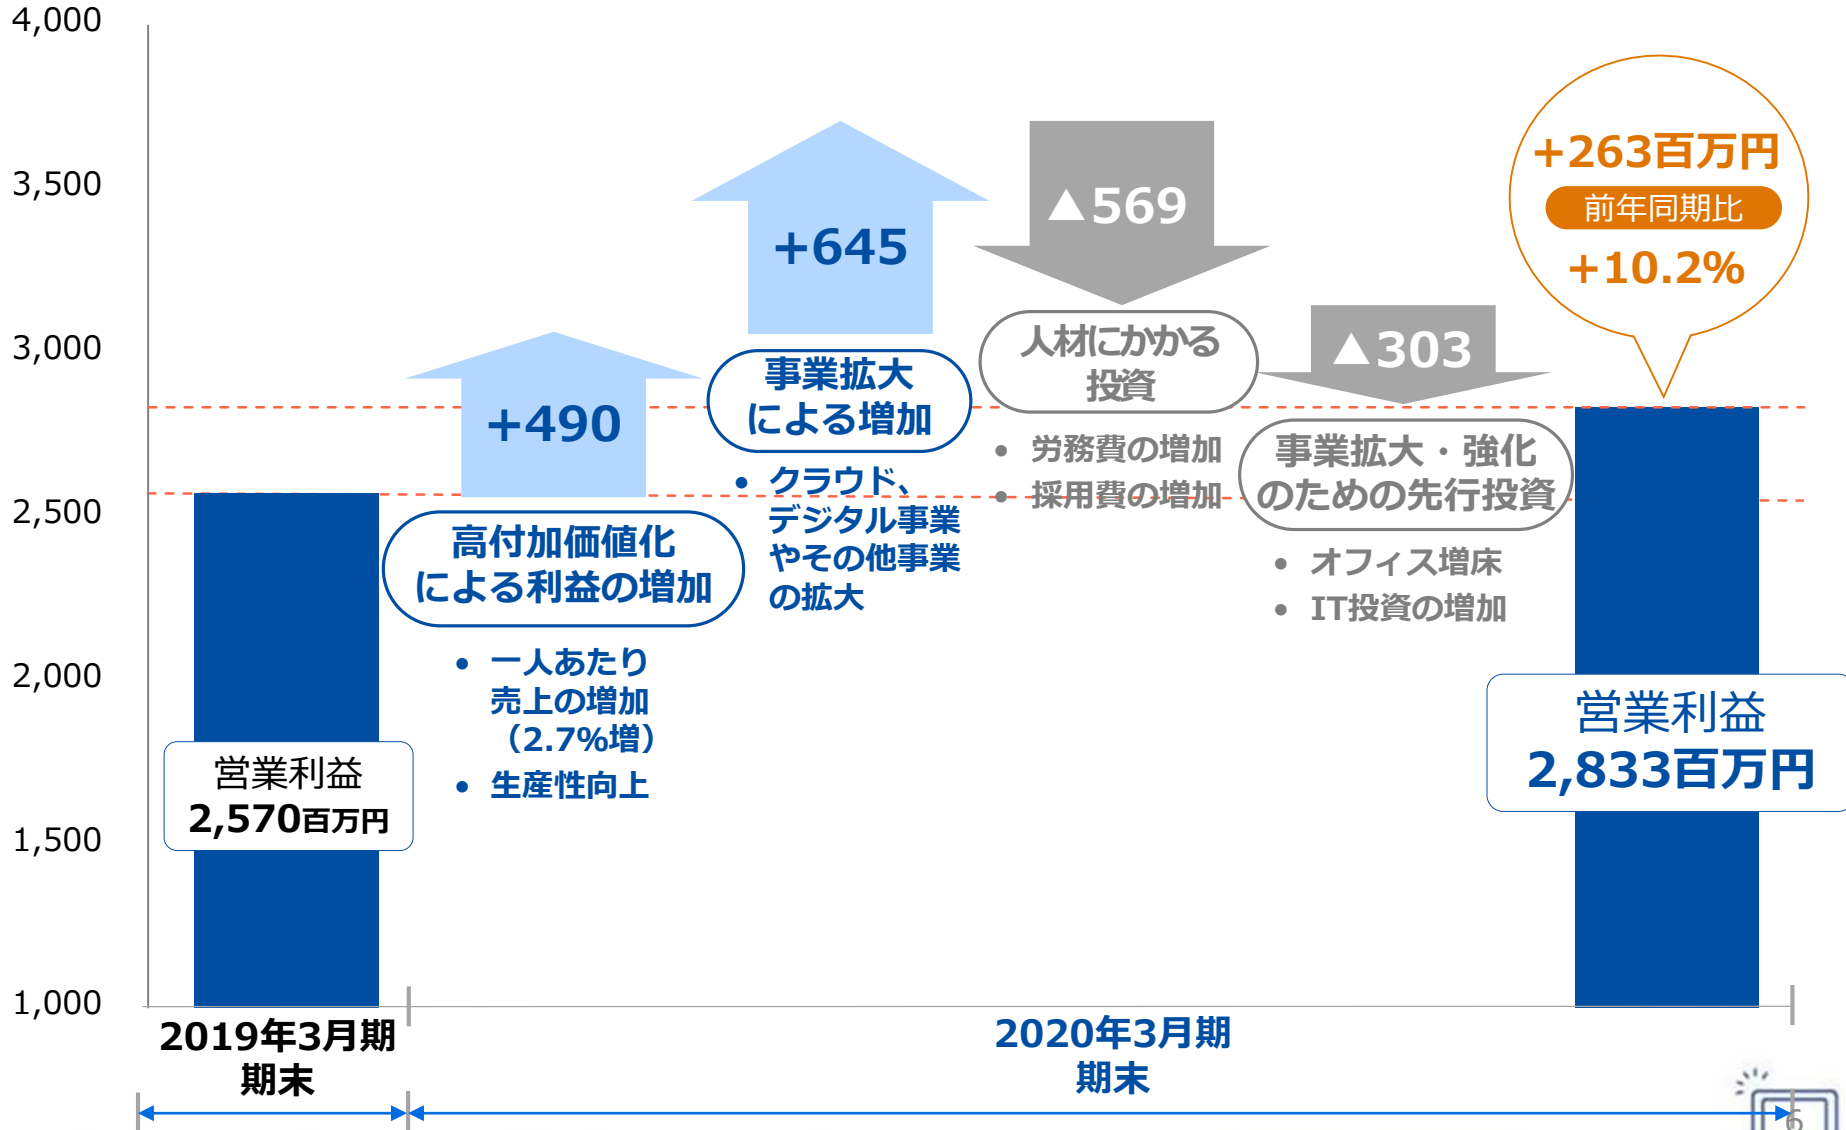 4,000
3,500
3,000
2,500
2,000
1,500
1,000
営業利益
2,570百万円
2019年3月期
期末
+490
高付加価値化
による利益の増加
• 一人あたり
売上の増加
（2.7%増）
• 生産性向上
+645
事業拡大
による増加
• クラウド、
デジタル事業
やその他事業
の拡大
▲569
人材にかかる
投資
• 労務費の増加
• 採用費の増加
▲303
事業拡大・強化
のための先行投資
• オフィス増床
• IT投資の増加
+263百万円
前年同期比
+10.2%
営業利益
2,833百万円
2020年3月期
期末
6